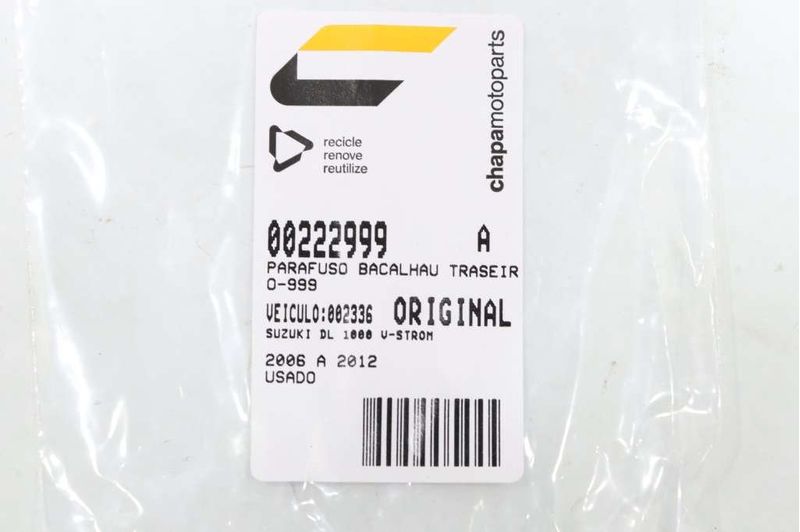 chapamotoparts
recicle
renove
reutilize
00222999 A
PARAFUSO BACALHAU TRASEIR
O-999
VEICULO:002336 ORIGINAL
SUZUKI DL 1000 V-STROM
2006 A 2012
USADO